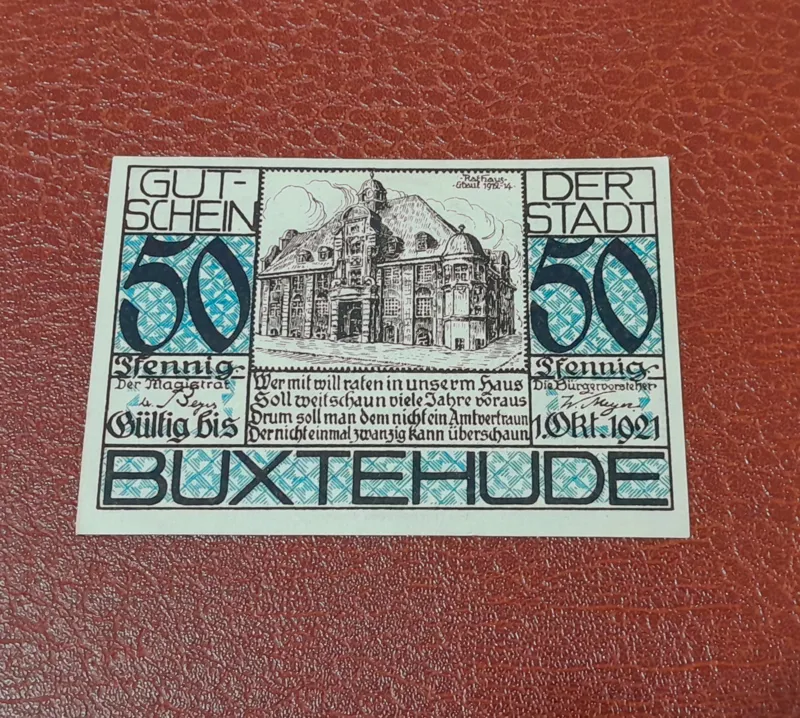 GUT-
SCHEIN
50
Pfennig
Der Magistrat
Gültig bis
Rathaus
Wer mit will raten in unserm Haus
Soll weit schaun viele Jahre voraus
Drum soll man dem nicht ein Amt vertraun
Der nicht einmal zwanzig kann überschaun
DER
STADT
50
Pfennig
Die Bürgervorsteher
1. Okt. 1921
BUXTEHUDE